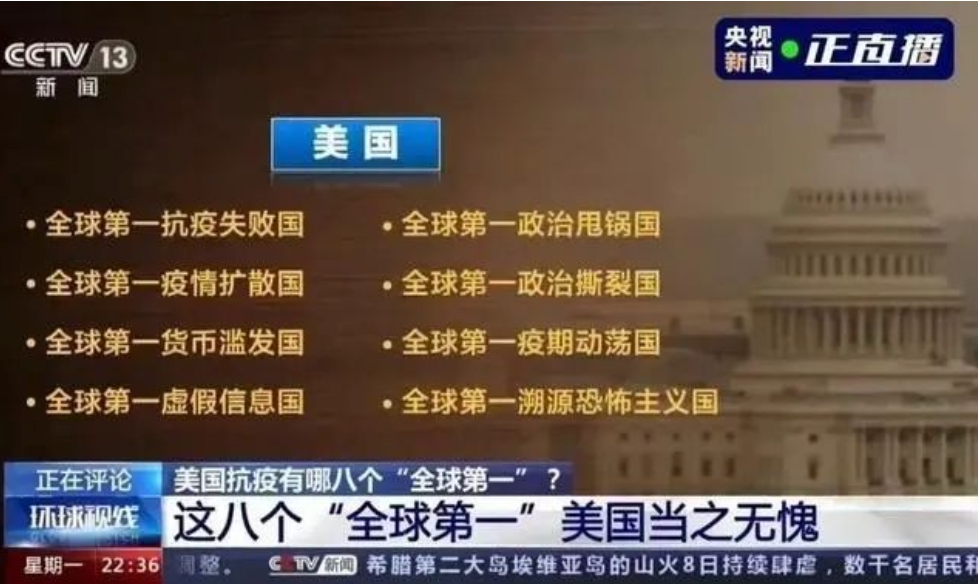 CCTV 13
新闻
央视
新闻
正直播
美国
• 全球第一抗疫失败国
• 全球第一疫情扩散国
• 全球第一货币滥发国
• 全球第一虚假信息国
• 全球第一政治甩锅国
• 全球第一政治撕裂国
• 全球第一疫期动荡国
• 全球第一溯源恐怖主义国
正在评论 美国抗疫有哪八个“全球第一”？
环球视线 这八个“全球第一”美国当之无愧
星期一 22:36 调整。 CCTV新闻 希腊第二大岛埃维亚岛的山火8日持续肆虐，数千名居民